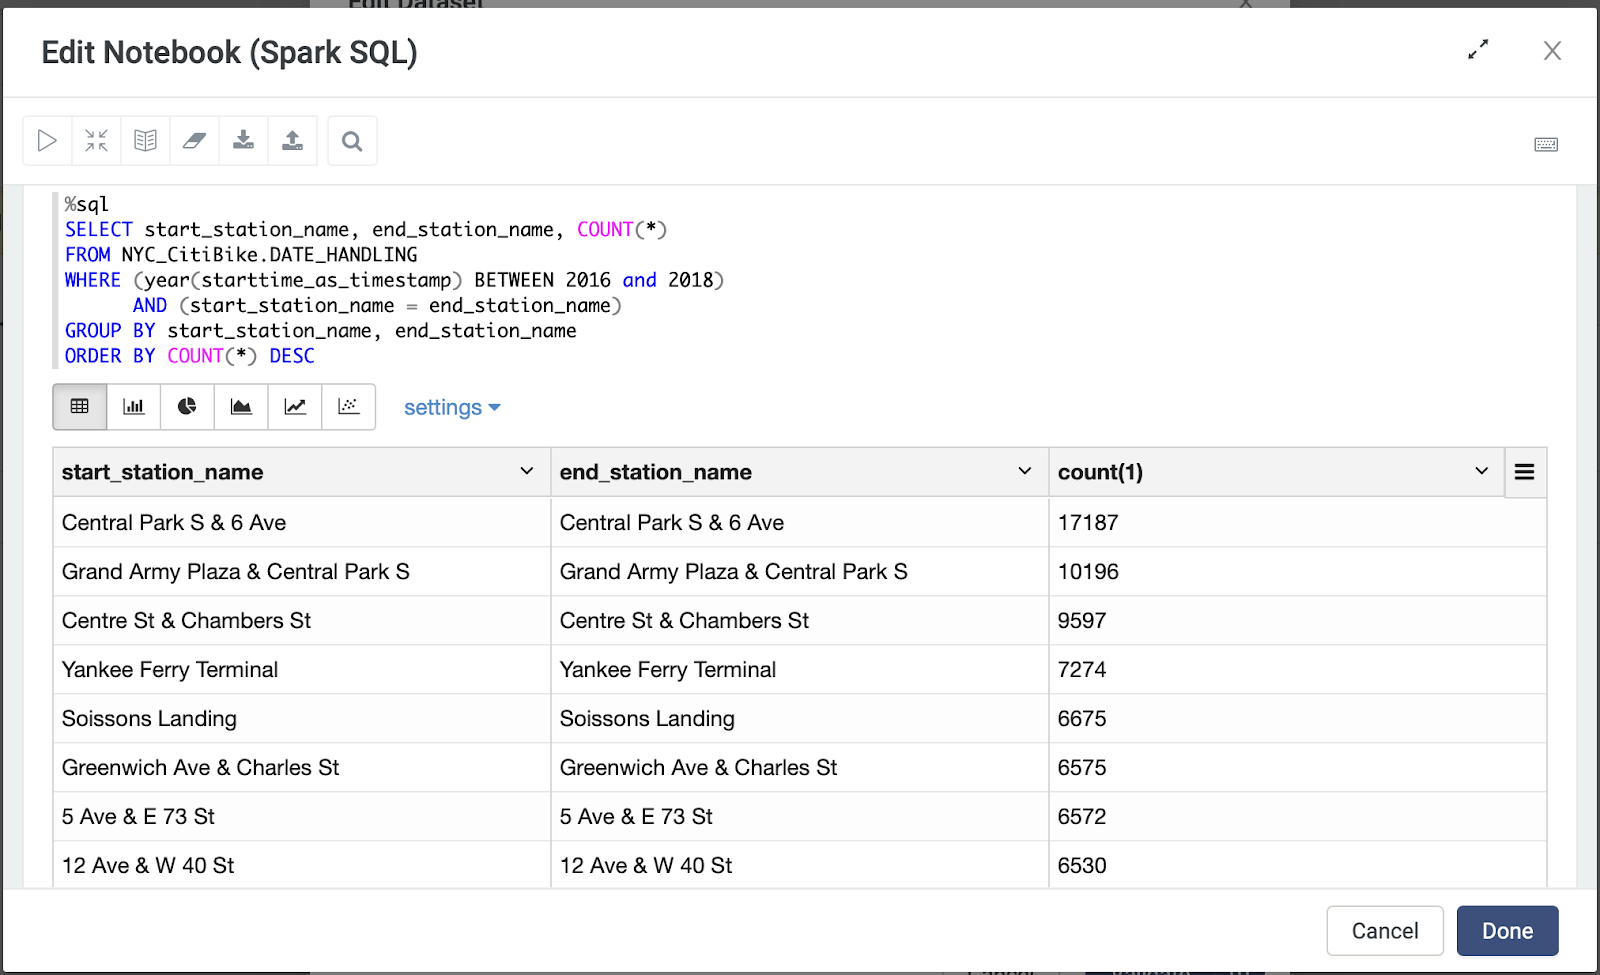 Edit Dataset
Edit Notebook (Spark SQL)
%sql
SELECT start_station_name, end_station_name, COUNT(*)
FROM NYC_CitiBike.DATE_HANDLING
WHERE (year(starttime_as_timestamp) BETWEEN 2016 and 2018)
AND (start_station_name = end_station_name)
GROUP BY start_station_name, end_station_name
ORDER BY COUNT(*) DESC
settings
start_station_name end_station_name count(1)
Central Park S & 6 Ave Central Park S & 6 Ave 17187
Grand Army Plaza & Central Park S Grand Army Plaza & Central Park S 10196
Centre St & Chambers St Centre St & Chambers St 9597
Yankee Ferry Terminal Yankee Ferry Terminal 7274
Soissons Landing Soissons Landing 6675
Greenwich Ave & Charles St Greenwich Ave & Charles St 6575
5 Ave & E 73 St 5 Ave & E 73 St 6572
12 Ave & W 40 St 12 Ave & W 40 St 6530
Cancel Done
Cancel